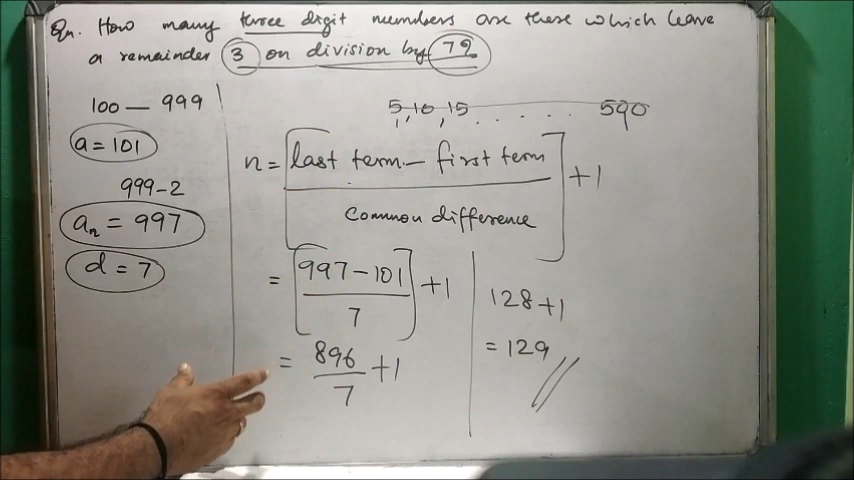 Qn. How many three digit numbers are there which leave
a remainder 3 on division by 7?
100 — 999
a = 101
999-2
an = 997
d = 7
5, 10, 15, . . . . . . 590
n = [last term - first term / Common difference] + 1
= [997 - 101 / 7] + 1
= 896 / 7 + 1
128+1
= 129